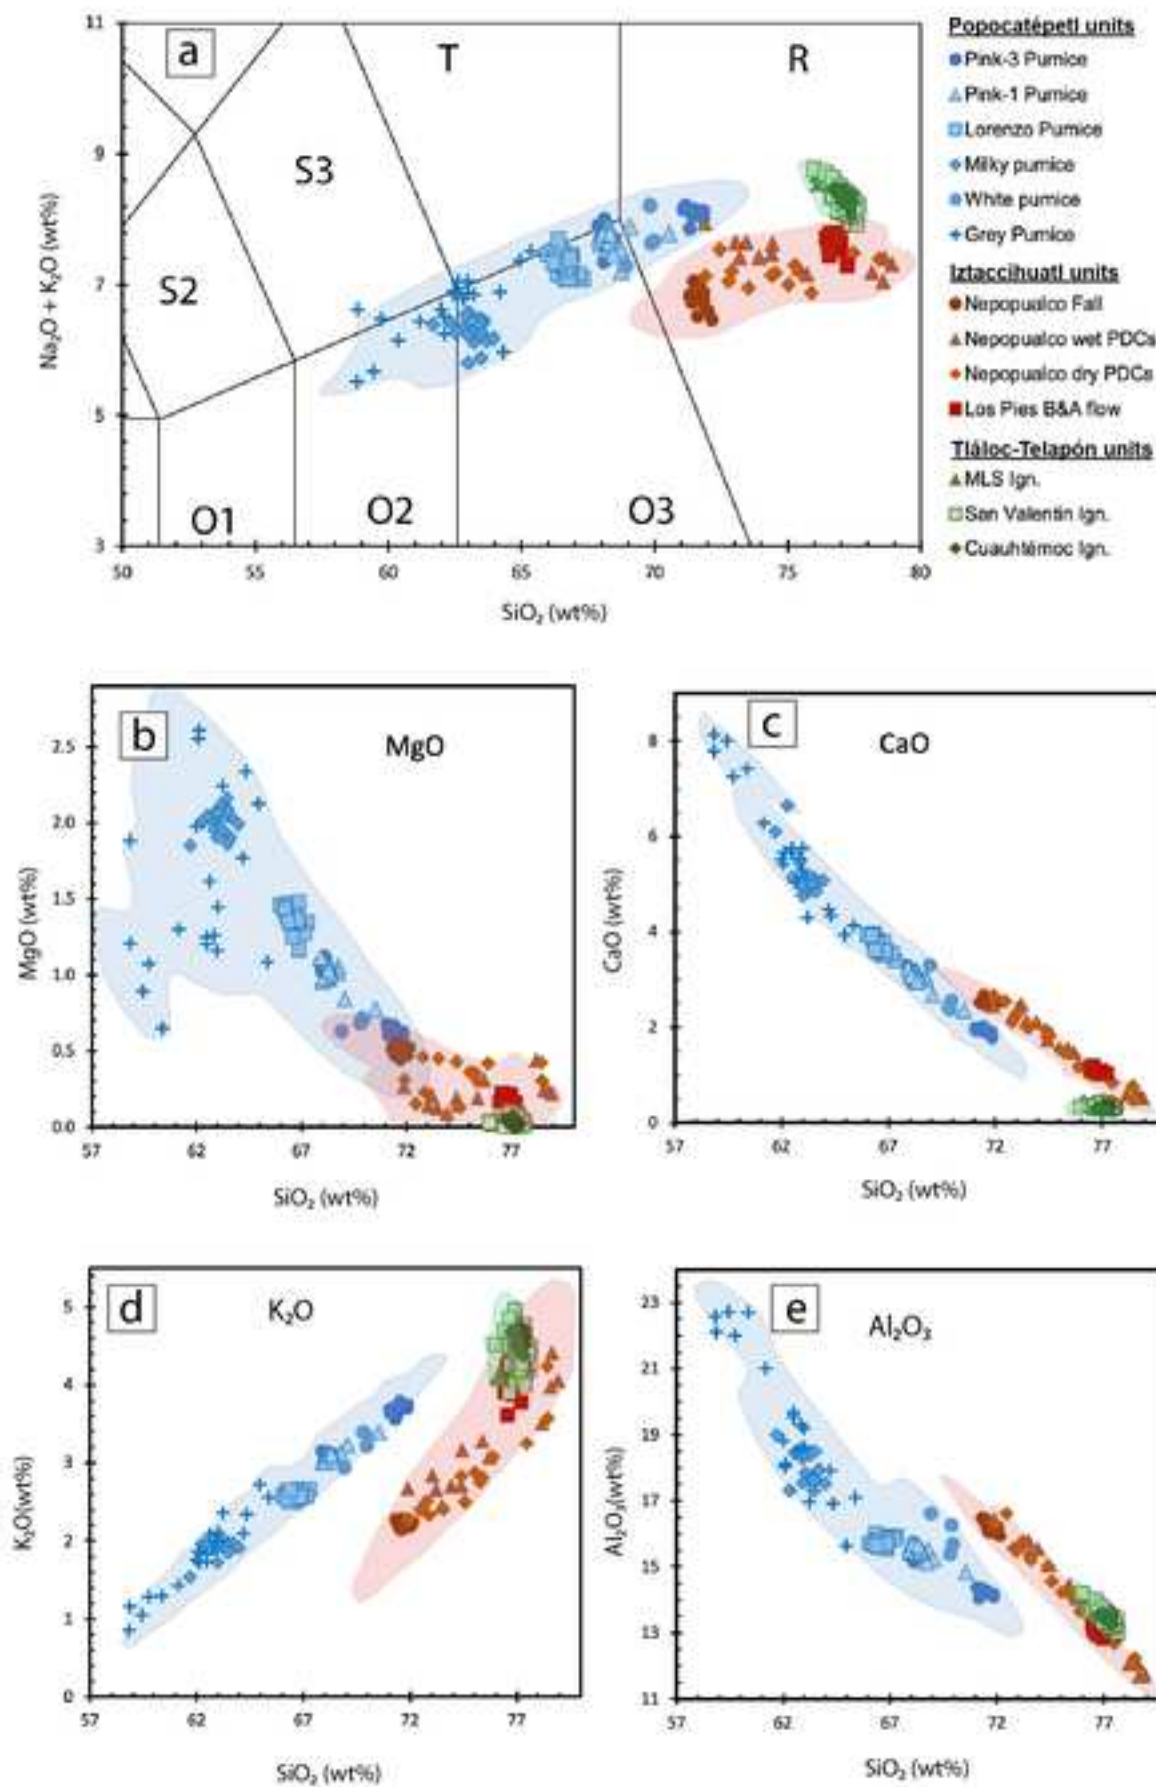 a
T
R
S3
S2
O1
O2
O3
11
9
7
5
3
50
55
60
65
70
75
80
Na₂O + K₂O (wt%)
SiO₂ (wt%)
Popocatépetl units
Pink-3 Pumice
Pink-1 Pumice
Lorenzo Pumice
Milky pumice
White pumice
Grey Pumice
Iztaccihuatl units
Nepopualco Fall
Nepopualco wet PDCs
Nepopualco dry PDCs
Los Pies B&A flow
Tláloc-Telapón units
MLS Ign.
San Valentin Ign.
Cuauhtémoc Ign.
b
MgO
2.5
2.0
1.5
1.0
0.5
0.0
57
62
67
72
77
MgO (wt%)
SiO₂ (wt%)
c
CaO
8
6
4
2
0
57
62
67
72
77
CaO (wt%)
SiO₂ (wt%)
d
K₂O
5
4
3
2
1
0
57
62
67
72
77
K₂O(wt%)
SiO₂ (wt%)
e
Al₂O₃
23
21
19
17
15
13
11
57
62
67
72
77
Al₂O₃(wt%)
SiO₂ (wt%)